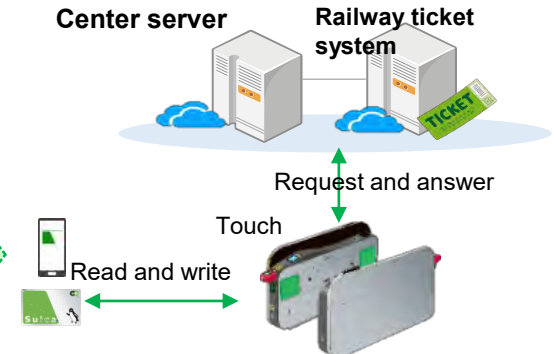 Center server
Railway ticket
system
TICKET
Request and answer
Touch
Read and write
Suica